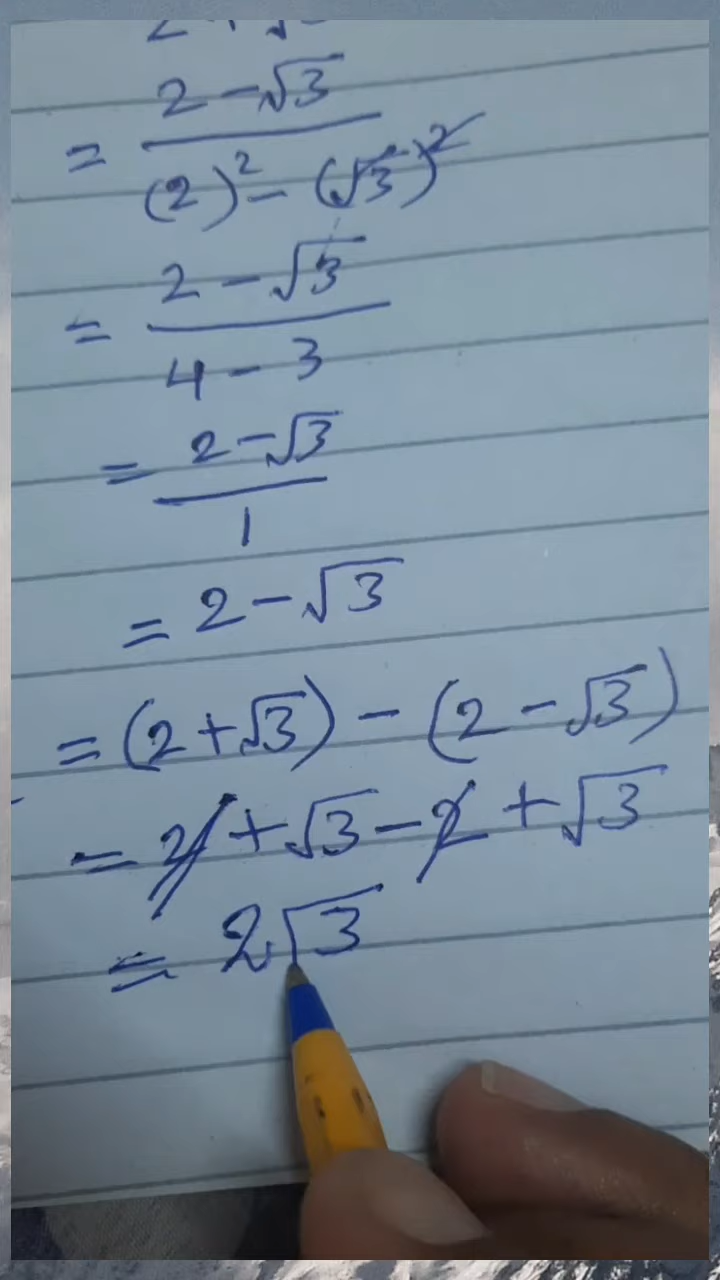 2 - √3
= (2)² - (√3)²
2 - √3
= 4 - 3
= 2 - √3
1
= 2 - √3
= (2 + √3) - (2 - √3)
= 2 + √3 - 2 + √3
= 2√3